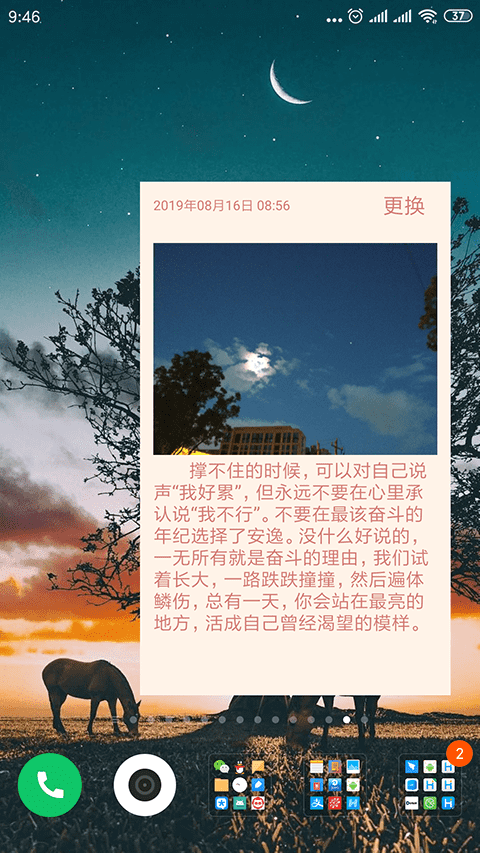 9:46
37
2019年08月16日 08:56
更换
撑不住的时候，可以对自己说
声“我好累”，但永远不要在心里承
认说“我不行”。不要在最该奋斗的
年纪选择了安逸。没什么好说的，
一无所有就是奋斗的理由，我们试
着长大，一路跌跌撞撞，然后遍体
鳞伤，总有一天，你会站在最亮的
地方，活成自己曾经渴望的模样。
2